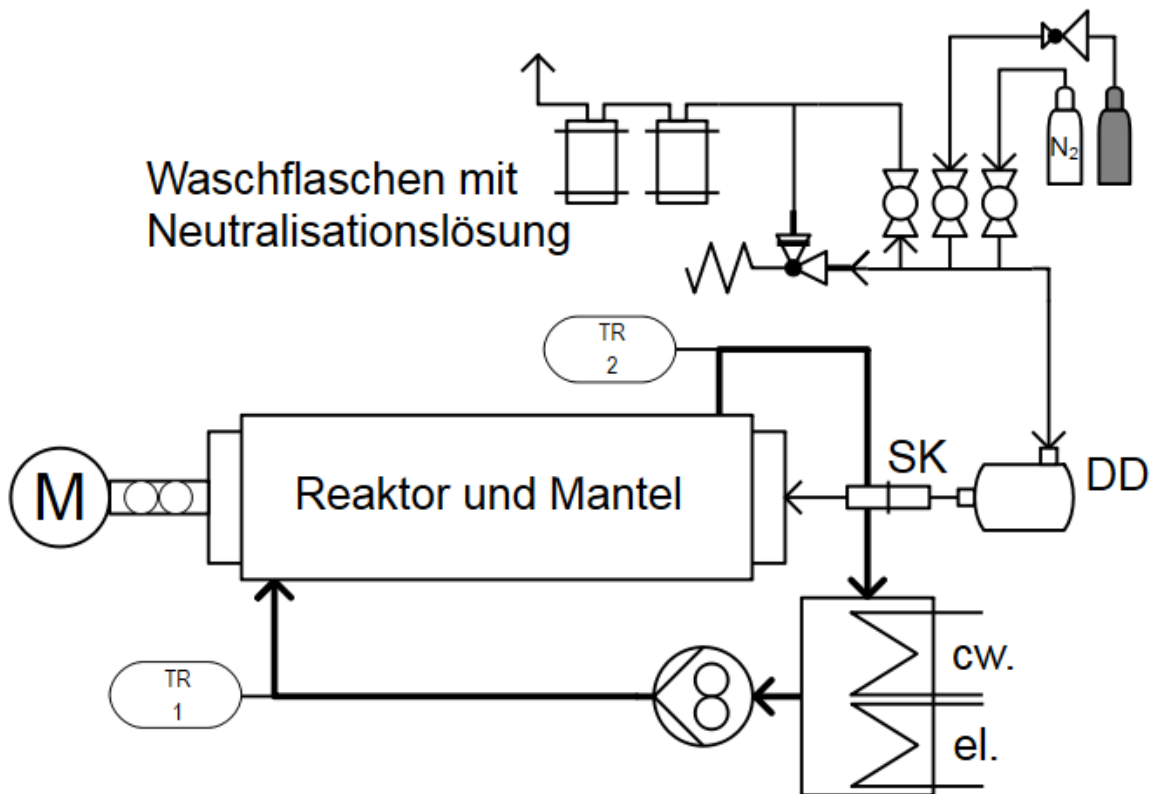 N₂
Waschflaschen mit
Neutralisationslösung
TR
2
SK
DD
M
Reaktor und Mantel
cw.
TR
1
el.